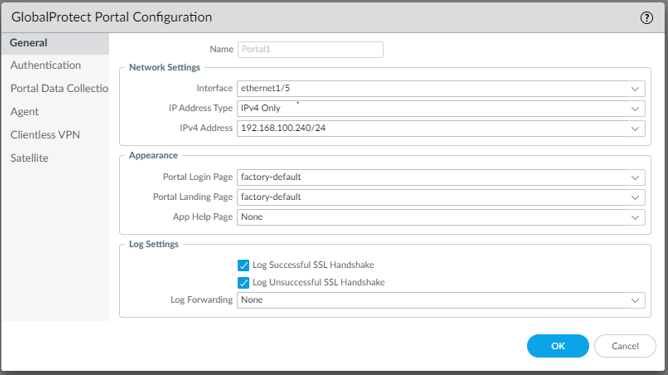 GlobalProtect Portal Configuration ?
General
Authentication
Portal Data Collectio
Agent
Clientless VPN
Satellite
Name Portal1
Network Settings
Interface ethernet1/5
IP Address Type IPv4 Only
IPv4 Address 192.168.100.240/24
Appearance
Portal Login Page factory-default
Portal Landing Page factory-default
App Help Page None
Log Settings
Log Successful SSL Handshake
Log Unsuccessful SSL Handshake
Log Forwarding None
OK Cancel